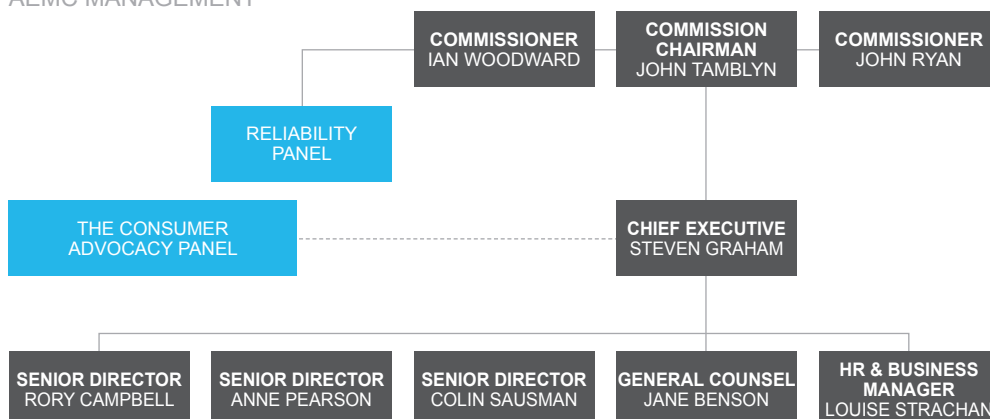 AEMC MANAGEMENT
COMMISSIONER
IAN WOODWARD
COMMISSION
CHAIRMAN
JOHN TAMBLYN
COMMISSIONER
JOHN RYAN
RELIABILITY
PANEL
THE CONSUMER
ADVOCACY PANEL
CHIEF EXECUTIVE
STEVEN GRAHAM
SENIOR DIRECTOR
RORY CAMPBELL
SENIOR DIRECTOR
ANNE PEARSON
SENIOR DIRECTOR
COLIN SAUSMAN
GENERAL COUNSEL
JANE BENSON
HR & BUSINESS
MANAGER
LOUISE STRACHAN